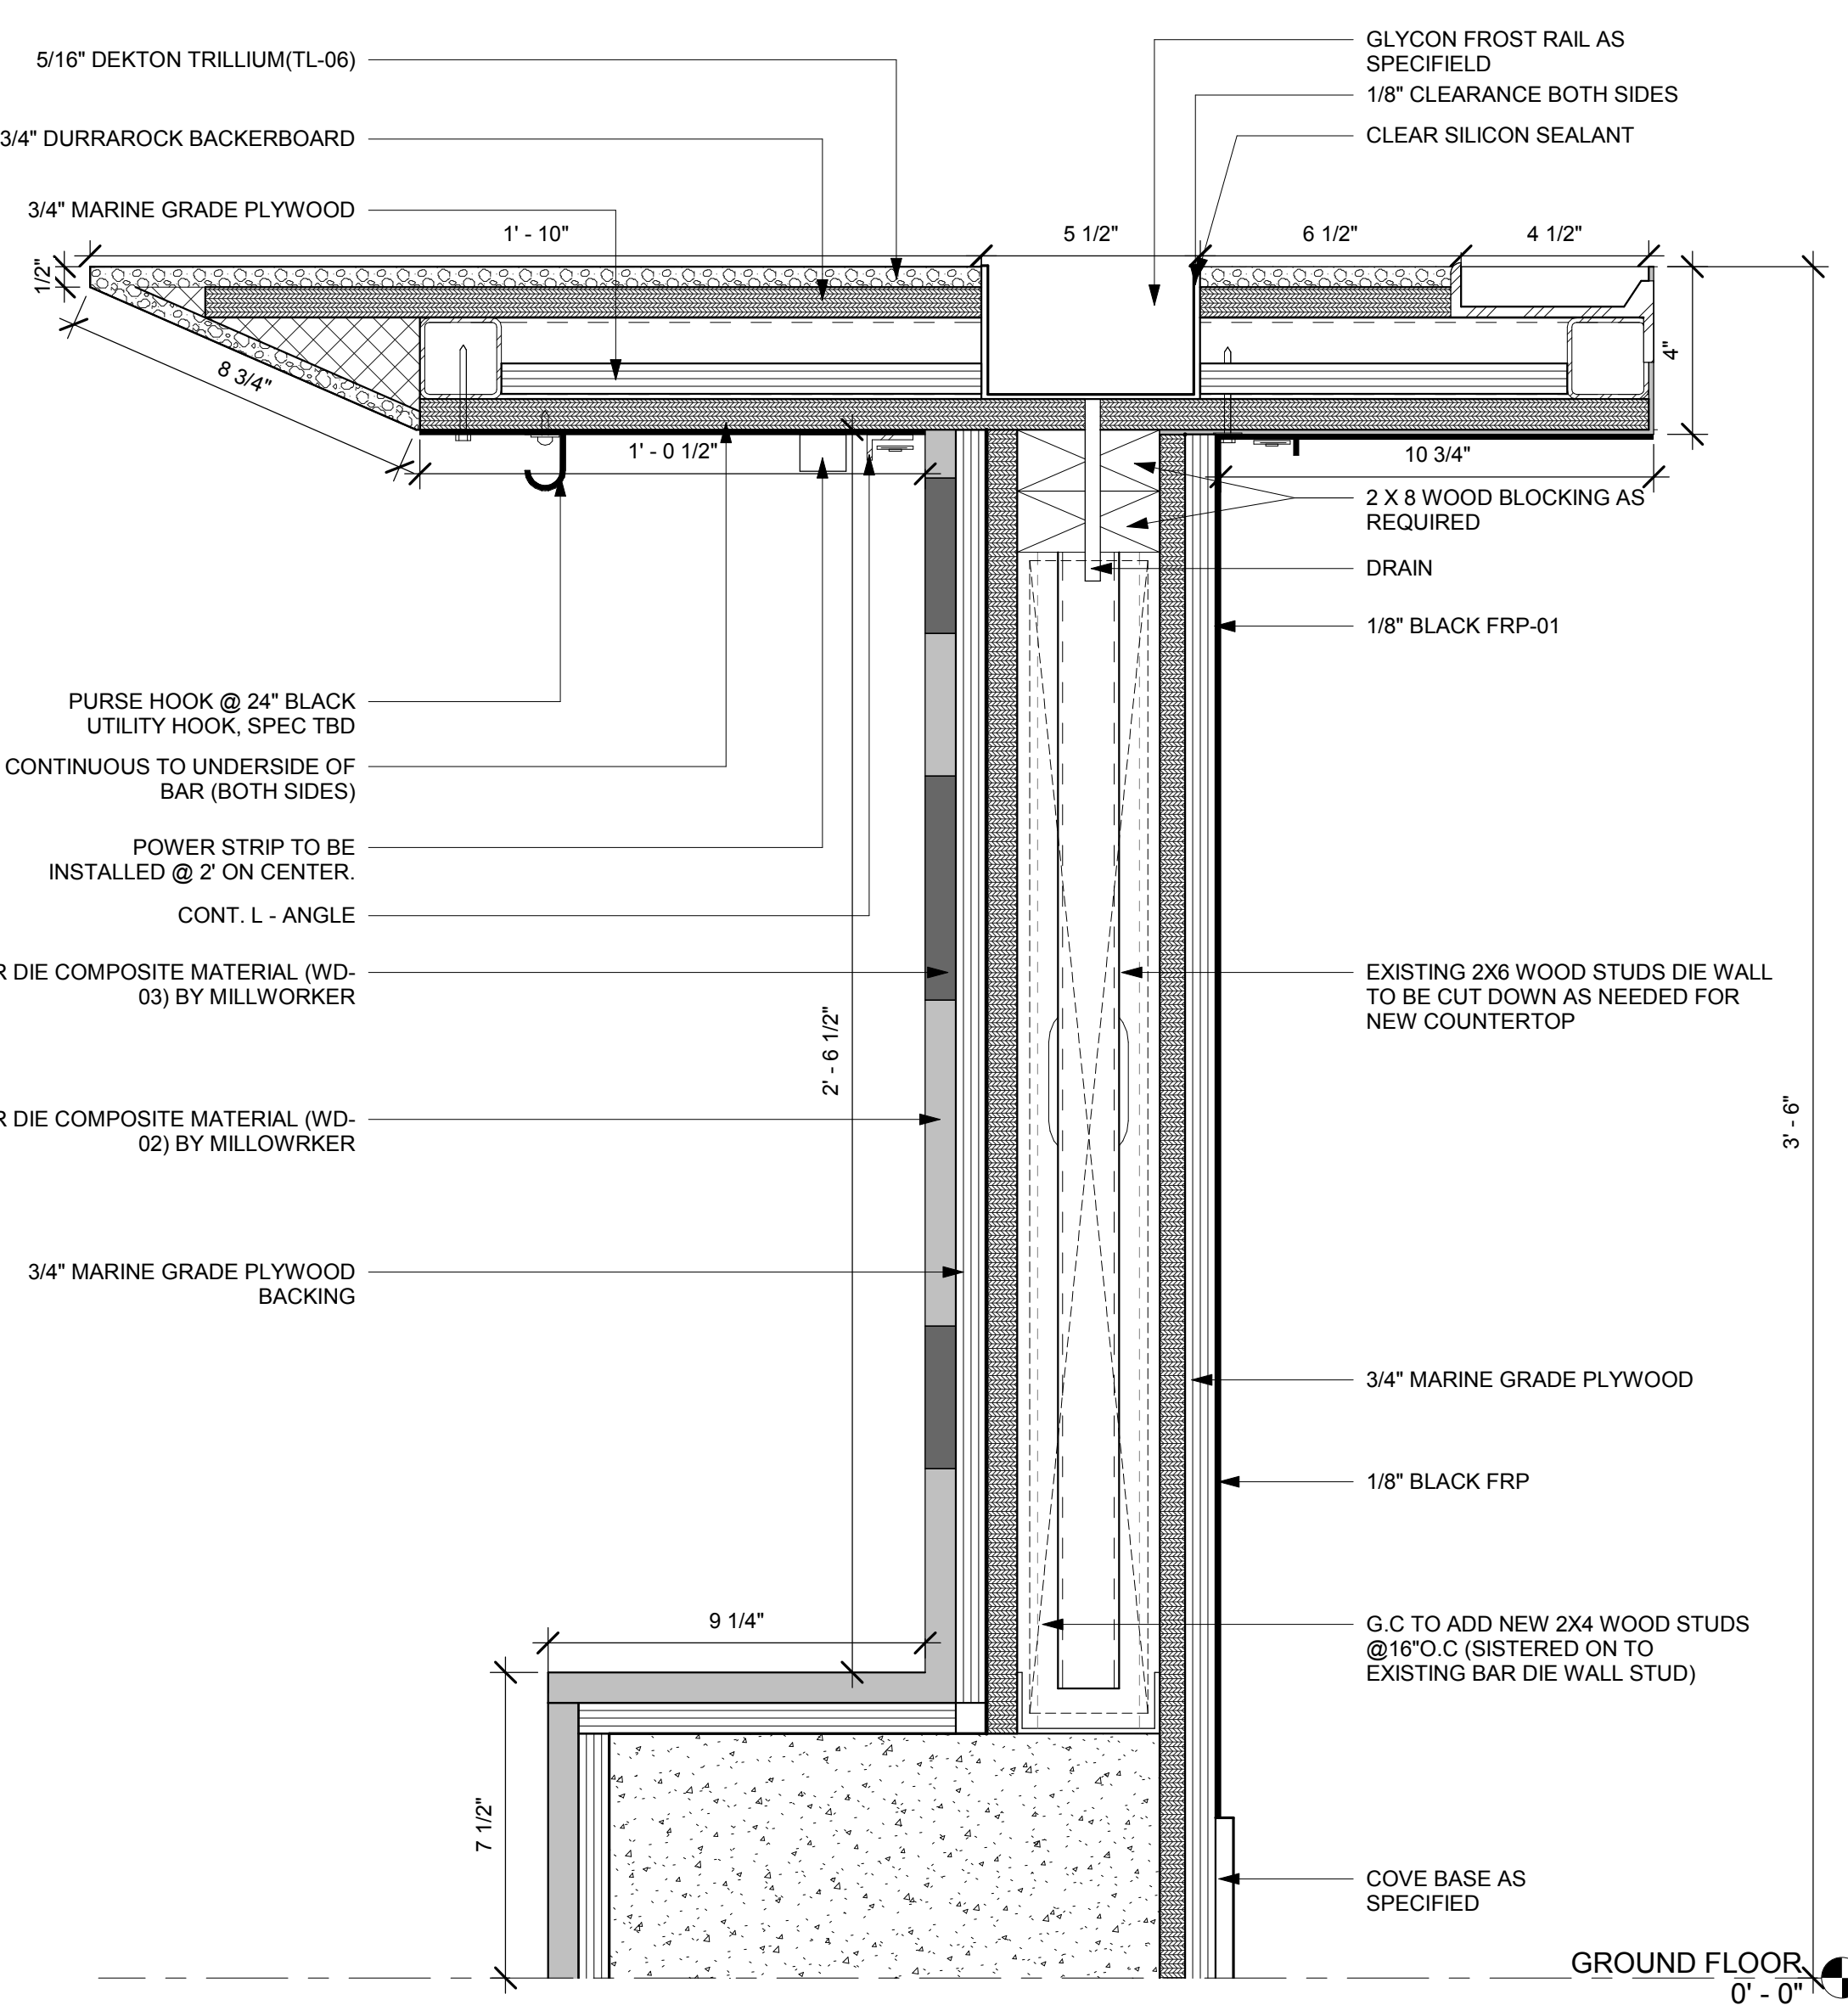 5/16" DEKTON TRILLIUM(TL-06)
3/4" DURRAROCK BACKERBOARD
3/4" MARINE GRADE PLYWOOD
GLYCON FROST RAIL AS
SPECIFIELD
1/8" CLEARANCE BOTH SIDES
CLEAR SILICON SEALANT
1' - 10"
5 1/2"
6 1/2"
4 1/2"
1/2"
8 3/4"
4"
1' - 0 1/2"
10 3/4"
2 X 8 WOOD BLOCKING AS
REQUIRED
DRAIN
1/8" BLACK FRP-01
PURSE HOOK @ 24" BLACK
UTILITY HOOK, SPEC TBD
CONTINUOUS TO UNDERSIDE OF
BAR (BOTH SIDES)
POWER STRIP TO BE
INSTALLED @ 2' ON CENTER.
CONT. L - ANGLE
R DIE COMPOSITE MATERIAL (WD-
03) BY MILLWORKER
EXISTING 2X6 WOOD STUDS DIE WALL
TO BE CUT DOWN AS NEEDED FOR
NEW COUNTERTOP
2' - 6 1/2"
3' - 6"
R DIE COMPOSITE MATERIAL (WD-
02) BY MILLOWRKER
3/4" MARINE GRADE PLYWOOD
BACKING
3/4" MARINE GRADE PLYWOOD
1/8" BLACK FRP
9 1/4"
G.C TO ADD NEW 2X4 WOOD STUDS
@16"O.C (SISTERED ON TO
EXISTING BAR DIE WALL STUD)
7 1/2"
COVE BASE AS
SPECIFIED
GROUND FLOOR
0' - 0"